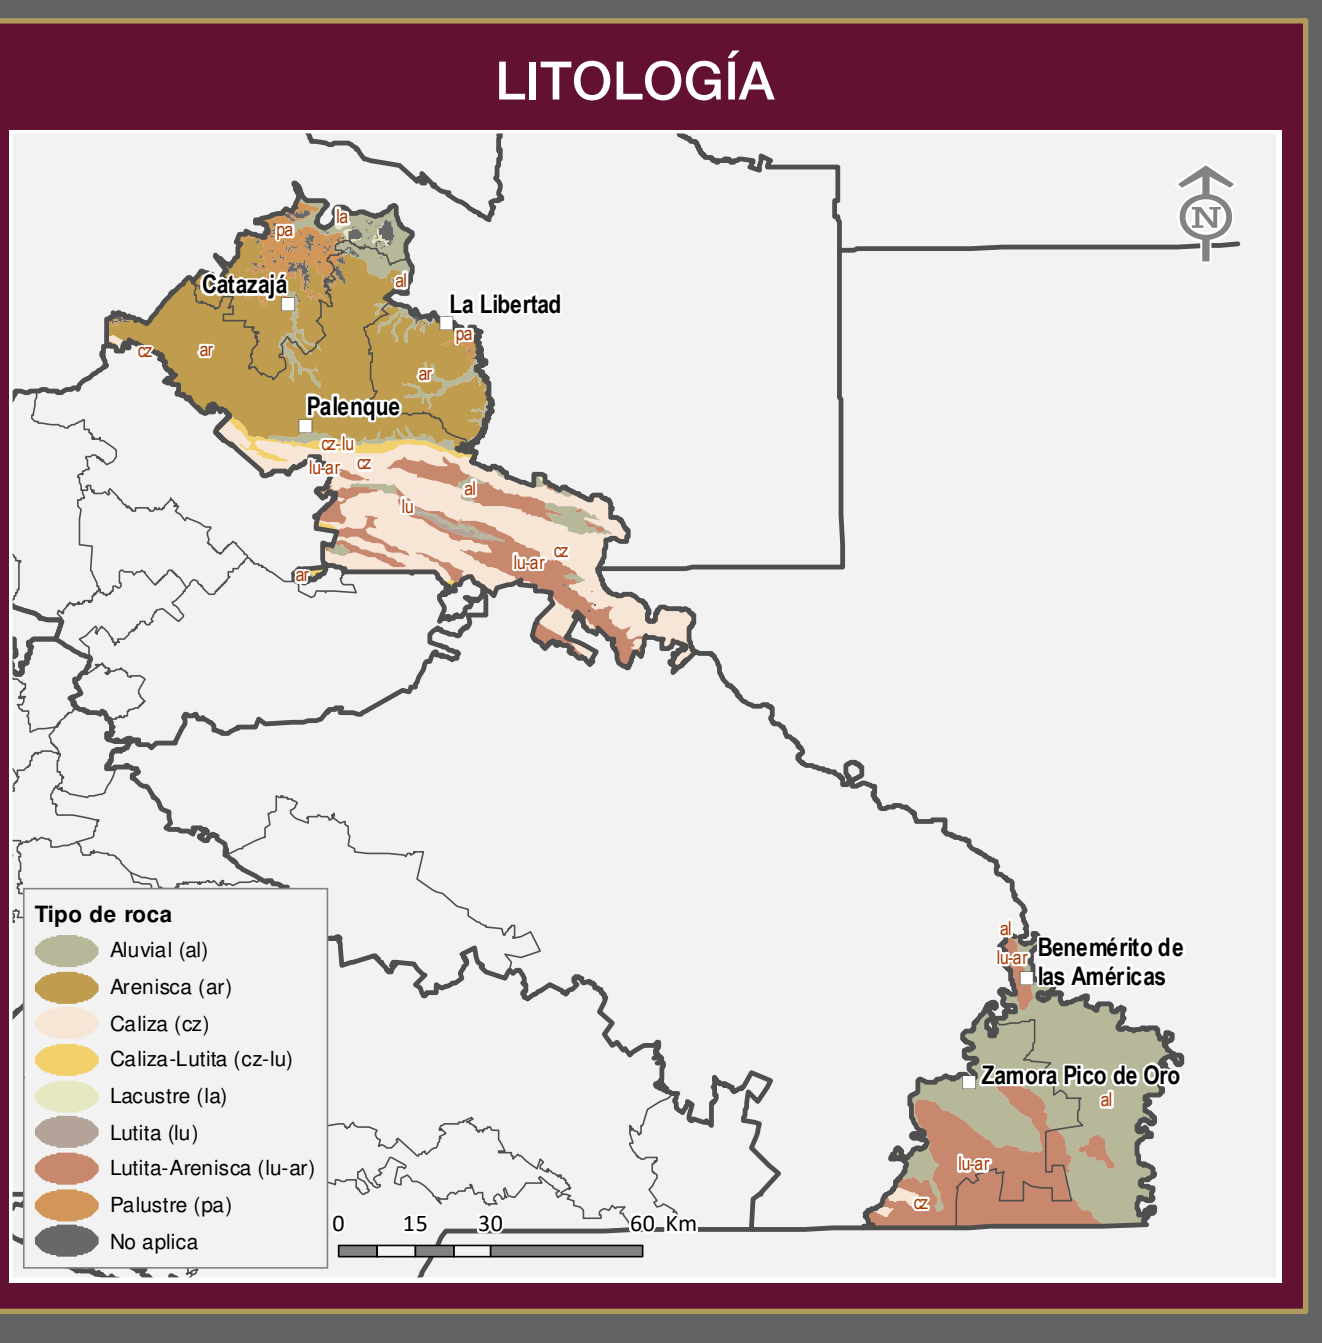 LITOLOGÍA
N
la
pa
Catazajá
al
La Libertad
pa
cz
ar
ar
Palenque
cz-lu
lu-ar
cz
al
lu
cz
lu-ar
ar
al
Benemérito de
lu-ar
las Américas
Zamora Pico de Oro
al
lu-ar
cz
Tipo de roca
Aluvial (al)
Arenisca (ar)
Caliza (cz)
Caliza-Lutita (cz-lu)
Lacustre (la)
Lutita (lu)
Lutita-Arenisca (lu-ar)
Palustre (pa)
No aplica
0 15 30 60 Km